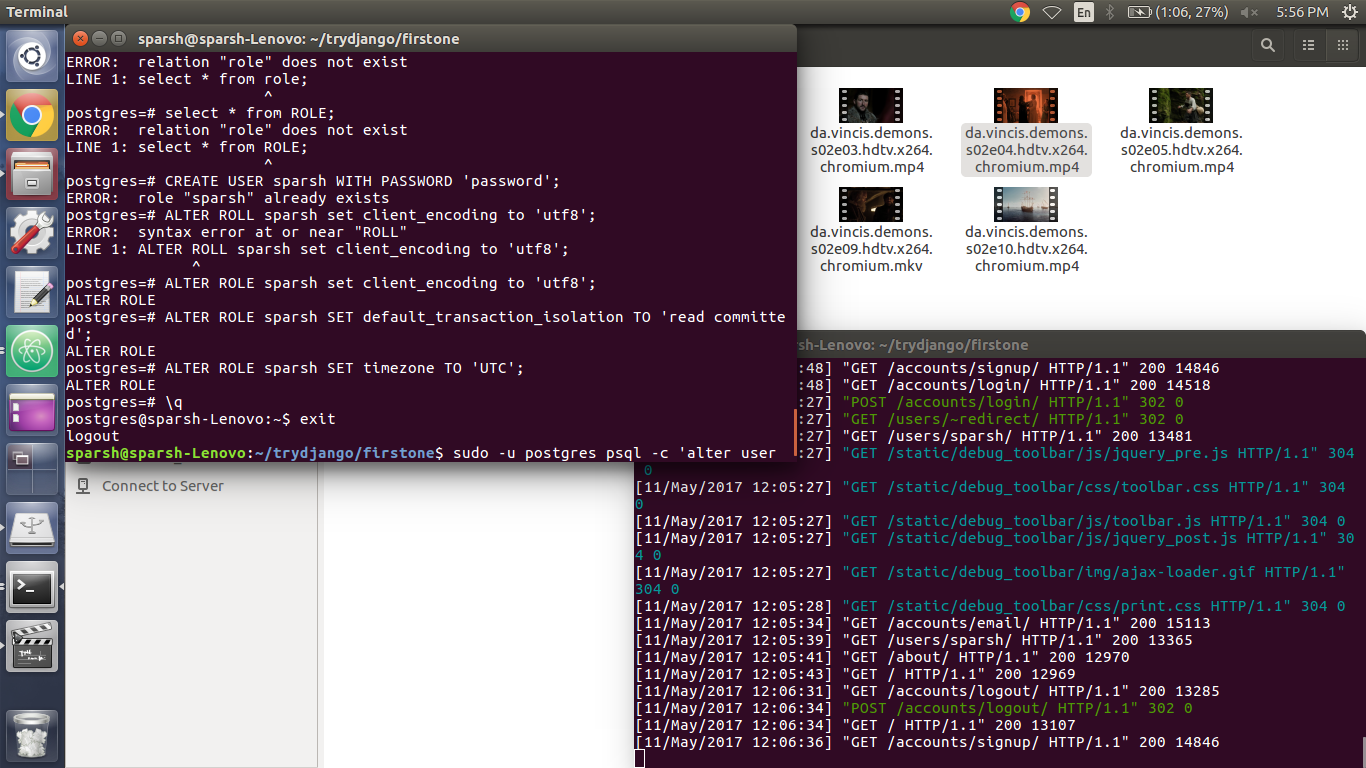 Terminal
En
(1:06, 27%)
5:56 PM
sparsh@sparsh-Lenovo: ~/trydjango/firstone
ERROR:  relation "role" does not exist
LINE 1: select * from role;
^
postgres=# select * from ROLE;
ERROR:  relation "role" does not exist
LINE 1: select * from ROLE;
^
postgres=# CREATE USER sparsh WITH PASSWORD 'password';
ERROR:  role "sparsh" already exists
postgres=# ALTER ROLL sparsh set client_encoding to 'utf8';
ERROR:  syntax error at or near "ROLL"
LINE 1: ALTER ROLL sparsh set client_encoding to 'utf8';
^
postgres=# ALTER ROLE sparsh set client_encoding to 'utf8';
ALTER ROLE
postgres=# ALTER ROLE sparsh SET default_transaction_isolation TO 'read committe
d';
ALTER ROLE
postgres=# ALTER ROLE sparsh SET timezone TO 'UTC';
ALTER ROLE
postgres=# \q
postgres@sparsh-Lenovo:~$ exit
logout
sparsh@sparsh-Lenovo:~/trydjango/firstone$ sudo -u postgres psql -c 'alter user
Connect to Server
da.vincis.demons.
s02e03.hdtv.x264.
chromium.mp4
da.vincis.demons.
s02e04.hdtv.x264.
chromium.mp4
da.vincis.demons.
s02e05.hdtv.x264.
chromium.mp4
da.vincis.demons.
s02e09.hdtv.x264.
chromium.mkv
da.vincis.demons.
s02e10.hdtv.x264.
chromium.mp4
sh-Lenovo: ~/trydjango/firstone
:48] "GET /accounts/signup/ HTTP/1.1" 200 14846
:48] "GET /accounts/login/ HTTP/1.1" 200 14518
:27] "POST /accounts/login/ HTTP/1.1" 302 0
:27] "GET /users/~redirect/ HTTP/1.1" 302 0
:27] "GET /users/sparsh/ HTTP/1.1" 200 13481
:27] "GET /static/debug_toolbar/js/jquery_pre.js HTTP/1.1" 304
0
[11/May/2017 12:05:27] "GET /static/debug_toolbar/css/toolbar.css HTTP/1.1" 304
0
[11/May/2017 12:05:27] "GET /static/debug_toolbar/js/toolbar.js HTTP/1.1" 304 0
[11/May/2017 12:05:27] "GET /static/debug_toolbar/js/jquery_post.js HTTP/1.1" 30
4 0
[11/May/2017 12:05:27] "GET /static/debug_toolbar/img/ajax-loader.gif HTTP/1.1"
304 0
[11/May/2017 12:05:28] "GET /static/debug_toolbar/css/print.css HTTP/1.1" 304 0
[11/May/2017 12:05:34] "GET /accounts/email/ HTTP/1.1" 200 15113
[11/May/2017 12:05:39] "GET /users/sparsh/ HTTP/1.1" 200 13365
[11/May/2017 12:05:41] "GET /about/ HTTP/1.1" 200 12970
[11/May/2017 12:05:43] "GET / HTTP/1.1" 200 12969
[11/May/2017 12:06:31] "GET /accounts/logout/ HTTP/1.1" 200 13285
[11/May/2017 12:06:34] "POST /accounts/logout/ HTTP/1.1" 302 0
[11/May/2017 12:06:34] "GET / HTTP/1.1" 200 13107
[11/May/2017 12:06:36] "GET /accounts/signup/ HTTP/1.1" 200 14846